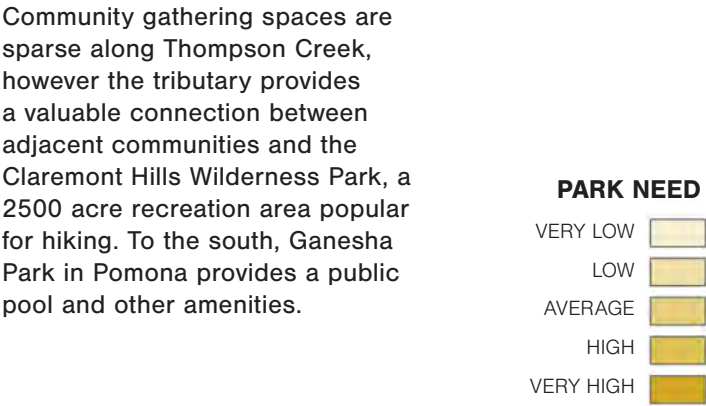 Community gathering spaces are
sparse along Thompson Creek,
however the tributary provides
a valuable connection between
adjacent communities and the
Claremont Hills Wilderness Park, a
2500 acre recreation area popular
for hiking. To the south, Ganesha
Park in Pomona provides a public
pool and other amenities.
PARK NEED
VERY LOW
LOW
AVERAGE
HIGH
VERY HIGH